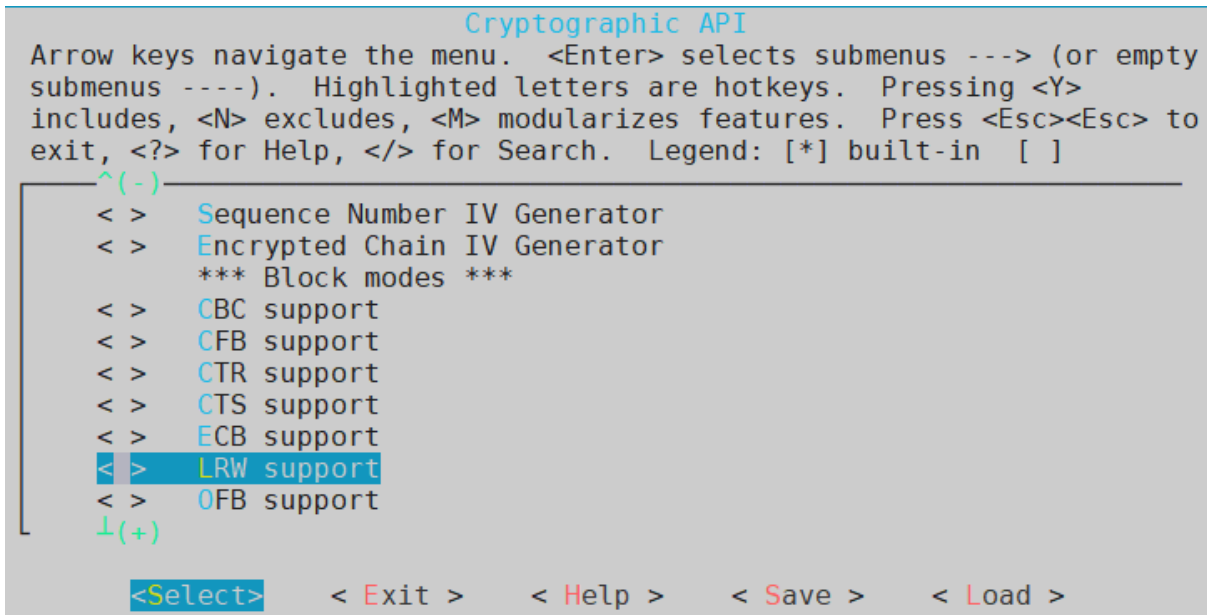 Cryptographic API
Arrow keys navigate the menu.  <Enter> selects submenus ---> (or empty
submenus ----).  Highlighted letters are hotkeys.  Pressing <Y>
includes, <N> excludes, <M> modularizes features.  Press <Esc><Esc> to
exit, <?> for Help, </> for Search.  Legend: [*] built-in  [ ]
^(-)
< >   Sequence Number IV Generator
< >   Encrypted Chain IV Generator
*** Block modes ***
< >   CBC support
< >   CFB support
< >   CTR support
< >   CTS support
< >   ECB support
< >   LRW support
< >   OFB support
┴(+)
<Select>    < Exit >    < Help >    < Save >    < Load >